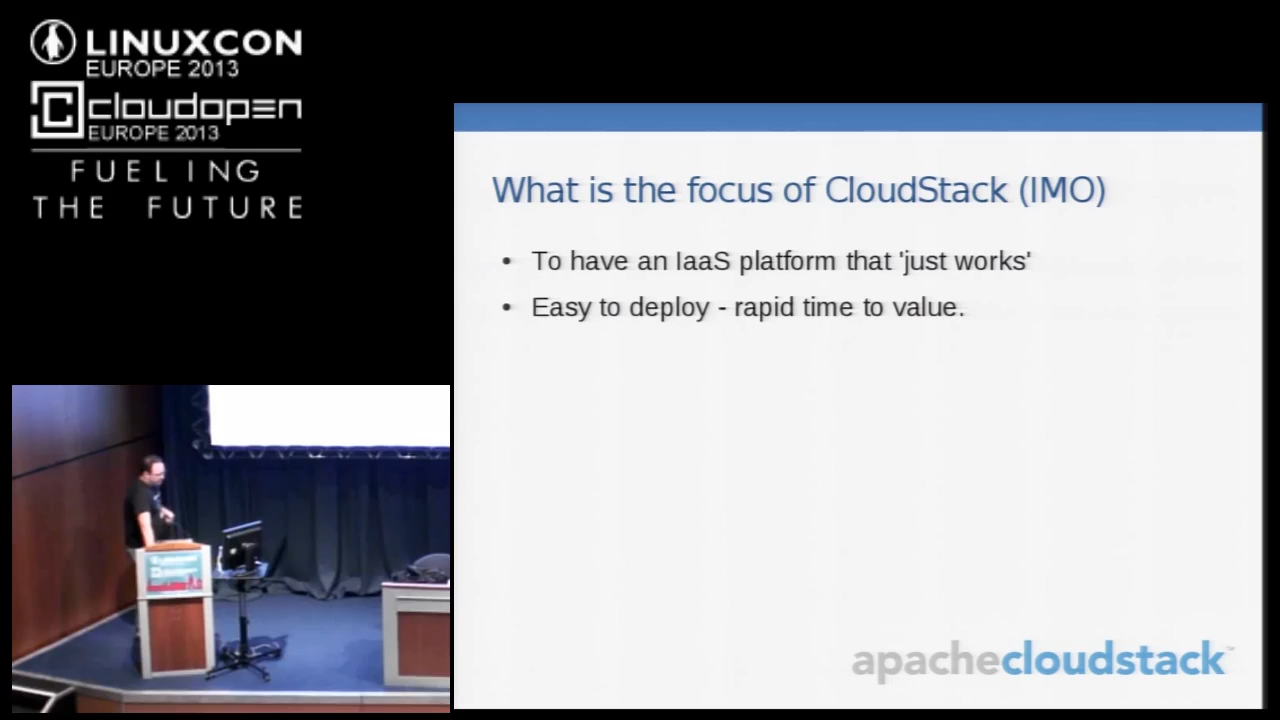 LINUXCON
EUROPE 2013
cloudopen
EUROPE 2013
FUELING
THE FUTURE
What is the focus of CloudStack (IMO)
• To have an IaaS platform that 'just works'
• Easy to deploy - rapid time to value.
apachecloudstack™